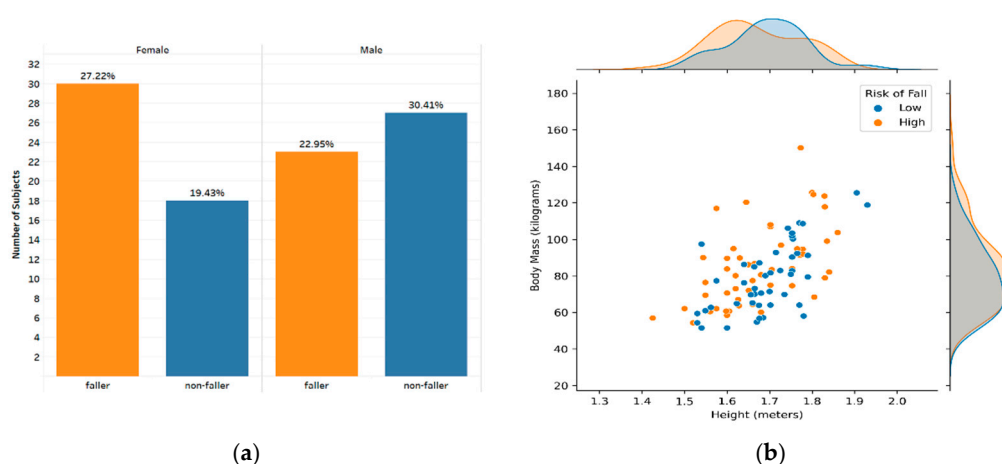 Female Male
32
30
28
26
24
22
20
18
16
14
12
10
8
6
4
2
Number of Subjects
27.22%
19.43%
22.95%
30.41%
faller non-faller faller non-faller
(a)
Risk of Fall
Low
High
180
160
140
120
100
80
60
40
20
Body Mass (kilograms)
1.3 1.4 1.5 1.6 1.7 1.8 1.9 2.0
Height (meters)
(b)